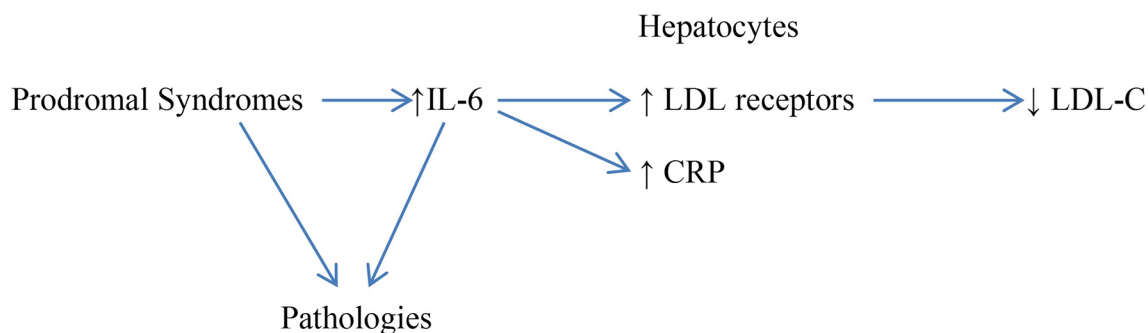 Hepatocytes
Prodromal Syndromes ↑IL-6 ↑ LDL receptors ↓ LDL-C
↑ CRP
Pathologies